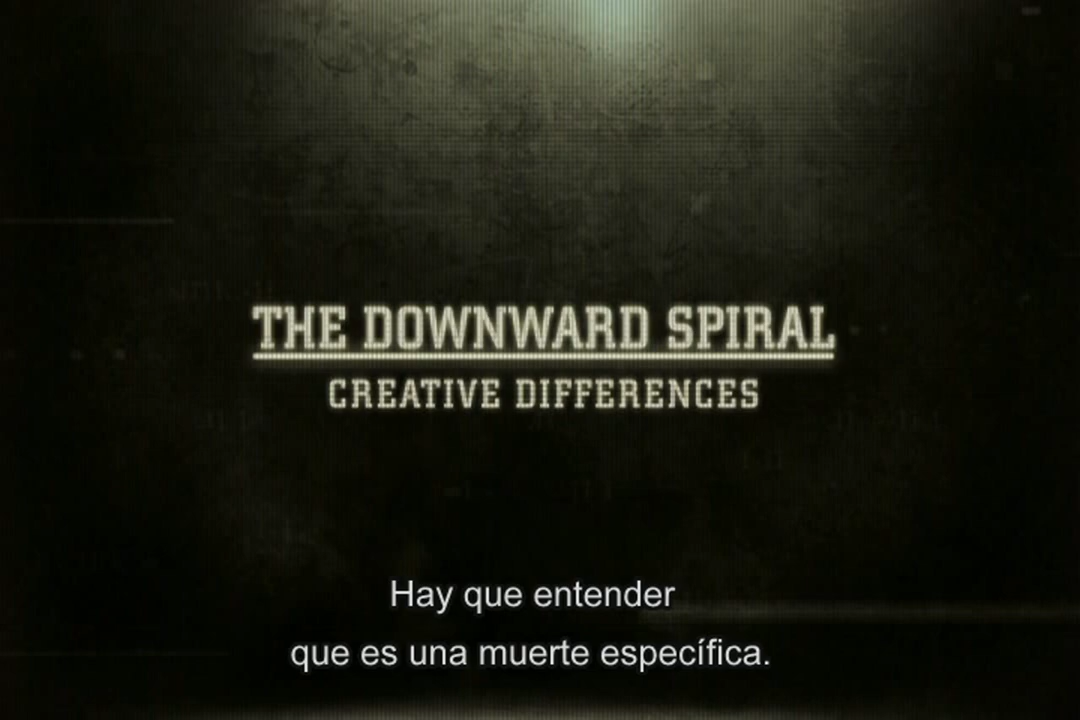 THE DOWNWARD SPIRAL
CREATIVE DIFFERENCES
Hay que entender
que es una muerte específica.